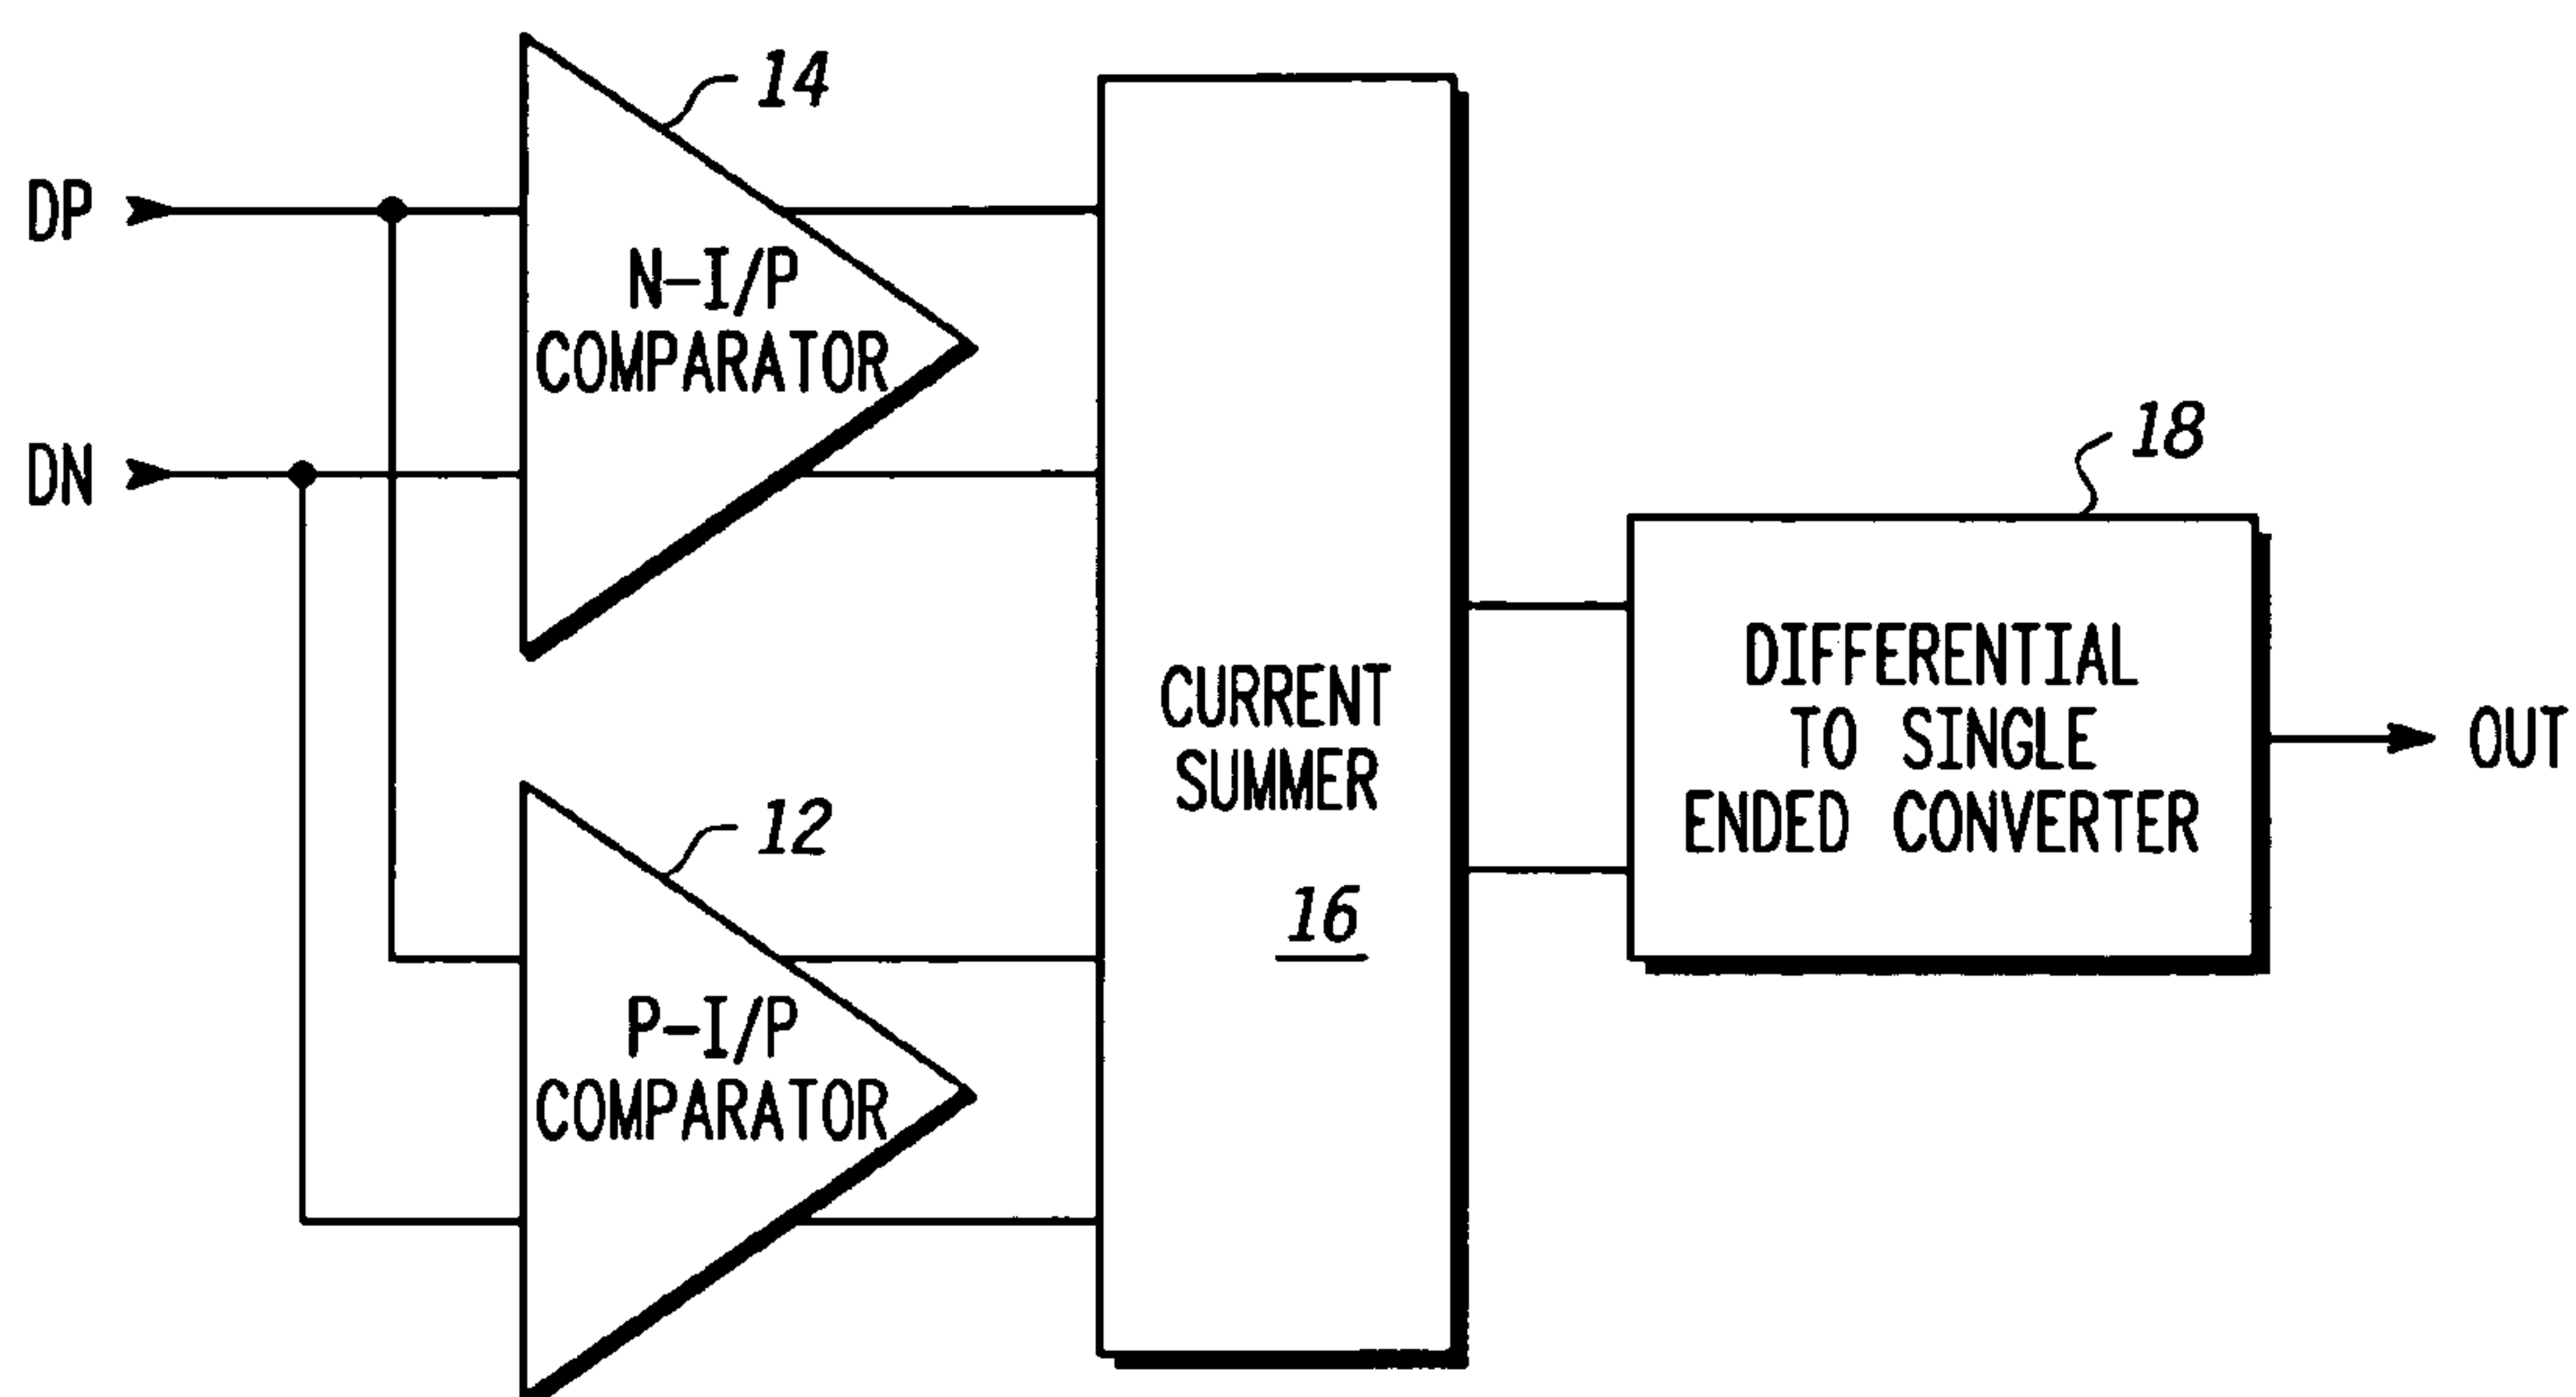 14
DP
N-I/P
COMPARATOR
DN
18
CURRENT
SUMMER
16
DIFFERENTIAL
TO SINGLE
ENDED CONVERTER
OUT
12
P-I/P
COMPARATOR